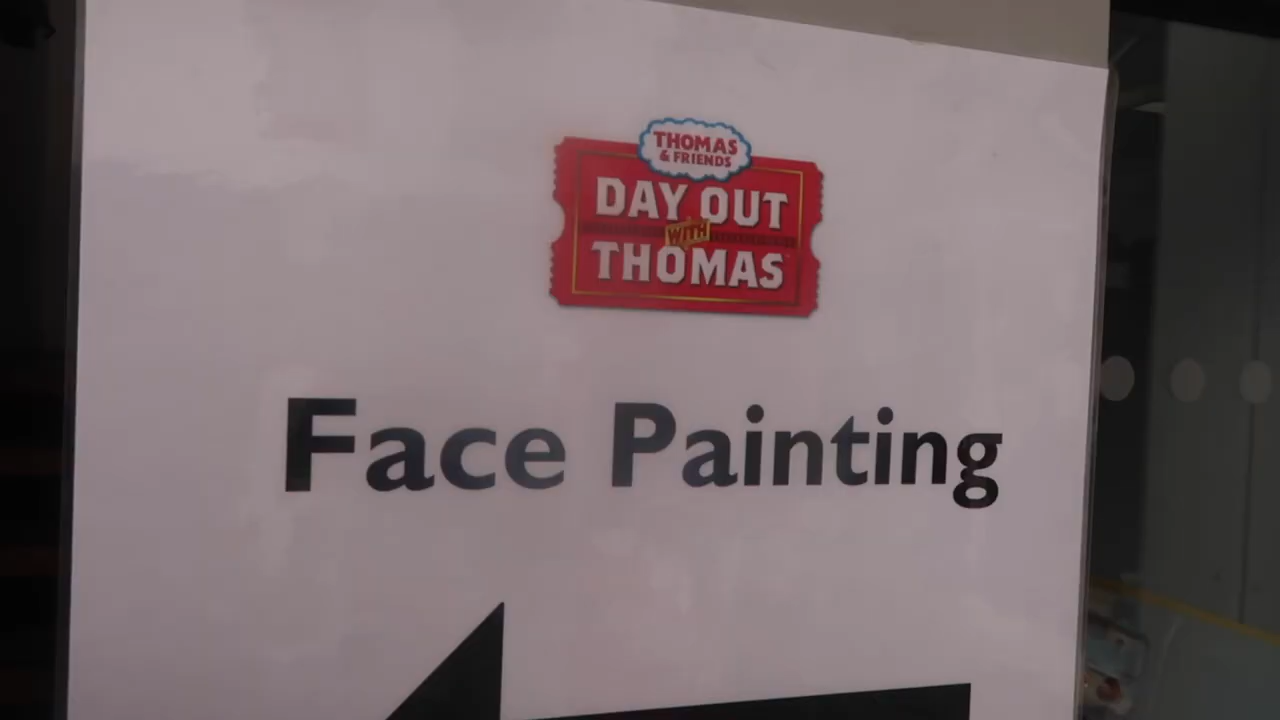 THOMAS
& FRIENDS
DAY OUT
WITH
THOMAS
Face Painting